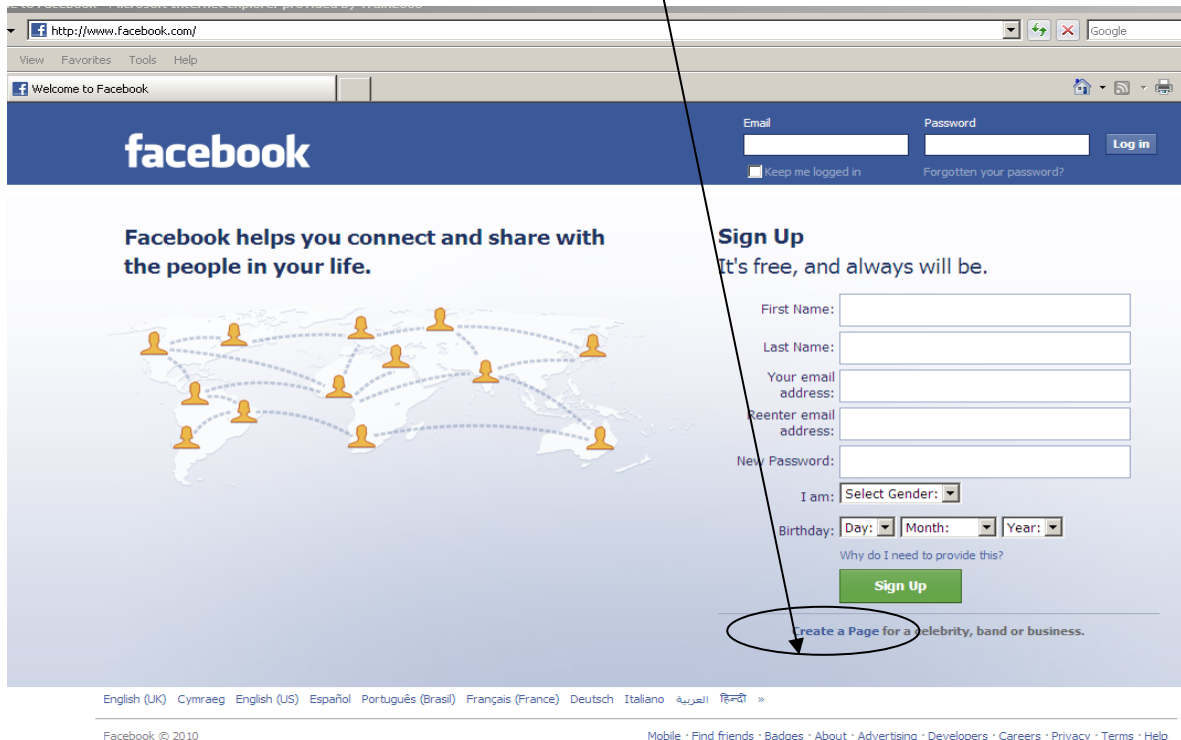 http://www.facebook.com/
Google
View Favorites Tools Help
Welcome to Facebook
Email
Password
facebook
Log in
Keep me logged in
Forgotten your password?
Facebook helps you connect and share with
the people in your life.
Sign Up
It's free, and always will be.
First Name:
Last Name:
Your email
address:
Reenter email
address:
New Password:
I am: Select Gender:
Birthday: Day: Month: Year:
Why do I need to provide this?
Sign Up
Create a Page for a celebrity, band or business.
English (UK) Cymraeg English (US) Español Português (Brasil) Français (France) Deutsch Italiano العربية हिन्दी »
Facebook © 2010
Mobile · Find friends · Badges · About · Advertising · Developers · Careers · Privacy · Terms · Help